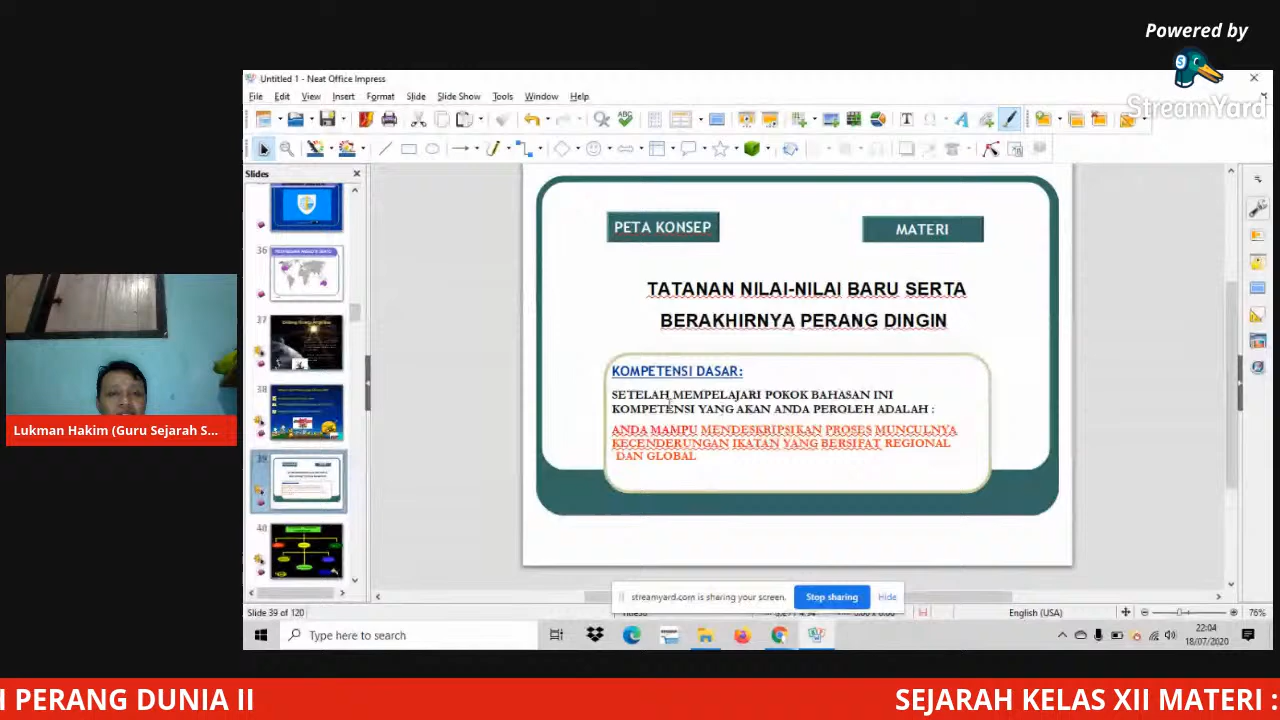 Powered by
StreamYard
Untitled 1 - Neat Office Impress
File Edit View Insert Format Slide Slide Show Tools Window Help
Slides
36
37
38
39
40
PETA KONSEP
MATERI
TATANAN NILAI-NILAI BARU SERTA
BERAKHIRNYA PERANG DINGIN
KOMPETENSI DASAR:
SETELAH MEMPELAJARI POKOK BAHASAN INI
KOMPETENSI YANG AKAN ANDA PEROLEH ADALAH :
ANDA MAMPU MENDESKRIPSIKAN PROSES MUNCULNYA
KECENDERUNGAN IKATAN YANG BERSIFAT REGIONAL
DAN GLOBAL
Lukman Hakim (Guru Sejarah S...
streamyard.com is sharing your screen.
Stop sharing
Hide
Slide 39 of 120
English (USA)
76%
Type here to search
22:04
18/07/2020
H PERANG DUNIA II
SEJARAH KELAS XII MATERI :